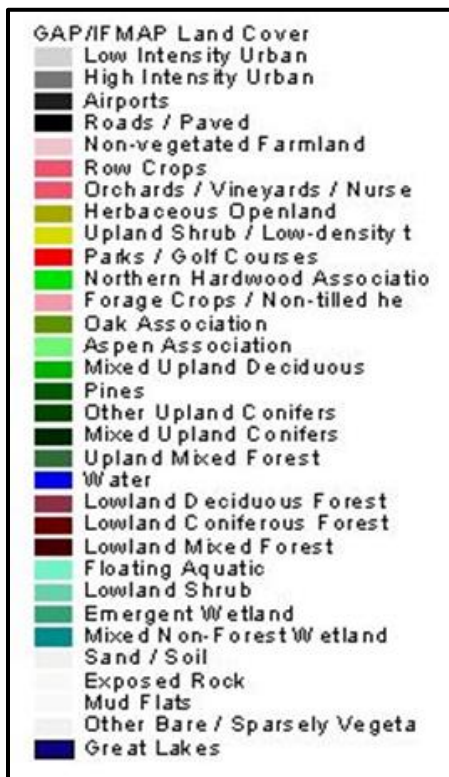 GAP/IFMAP Land Cover
Low Intensity Urban
High Intensity Urban
Airports
Roads / Paved
Non-vegetated Farmland
Row Crops
Orchards / Vineyards / Nurse
Herbaceous Openland
Upland Shrub / Low-density t
Parks / Golf Courses
Northern Hardwood Associatio
Forage Crops / Non-tilled he
Oak Association
Aspen Association
Mixed Upland Deciduous
Pines
Other Upland Conifers
Mixed Upland Conifers
Upland Mixed Forest
Water
Lowland Deciduous Forest
Lowland Coniferous Forest
Lowland Mixed Forest
Floating Aquatic
Lowland Shrub
Emergent Wetland
Mixed Non-Forest Wetland
Sand / Soil
Exposed Rock
Mud Flats
Other Bare / Sparsely Vegeta
Great Lakes